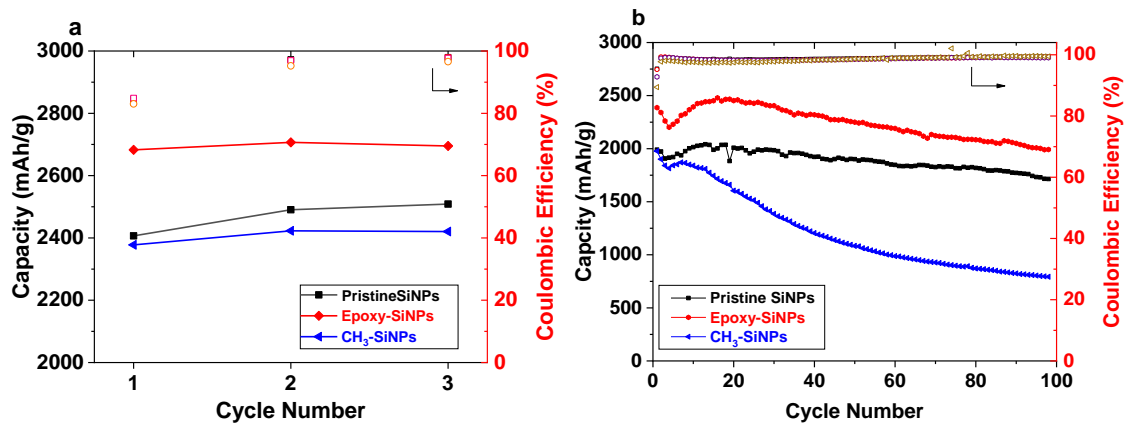 a
3000
2800
2600
2400
2200
2000
Capacity (mAh/g)
100
80
60
40
20
0
Coulombic Efficiency (%)
PristineSiNPs
Epoxy-SiNPs
CH3-SiNPs
1
2
3
Cycle Number
b
3000
2500
2000
1750
1000
500
0
Capcity (mAh/g)
100
80
60
40
20
0
Coulombic Efficiency (%)
Pristine SiNPs
Epoxy-SiNPs
CH3-SiNPs
0
20
40
60
80
100
Cycle Number